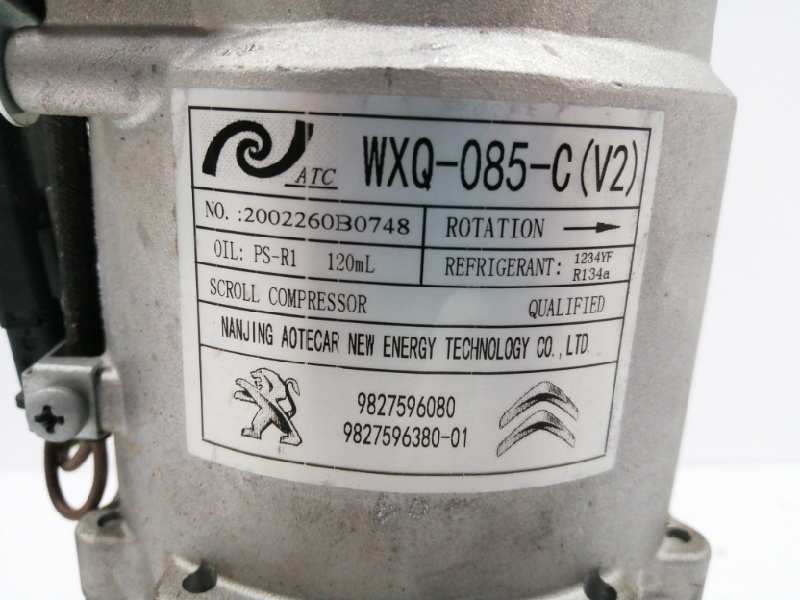 ATC WXQ-085-C(V2)
NO.:2002260B0748 ROTATION
OIL: PS-R1 120mL REFRIGERANT: 1234YF
R134a
SCROLL COMPRESSOR QUALIFIED
NANJING AOTECAR NEW ENERGY TECHNOLOGY CO.,LTD.
9827596080
9827596380-01